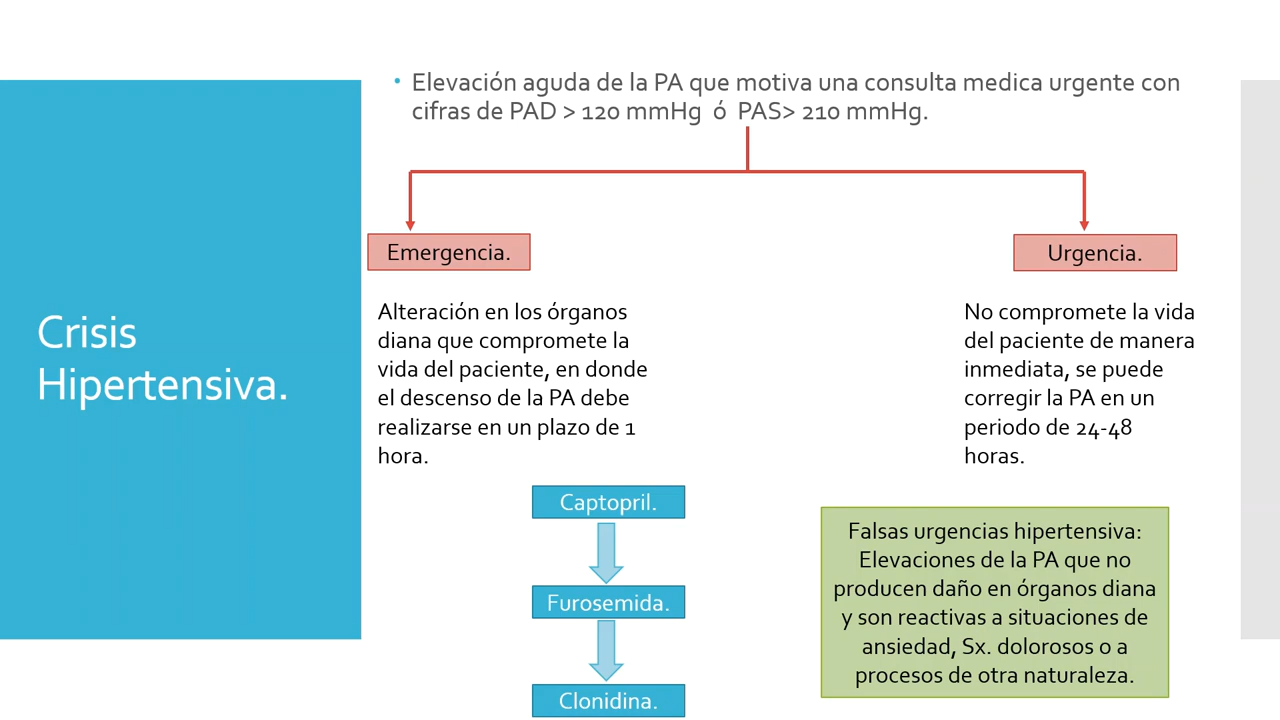 Crisis
Hipertensiva.
• Elevación aguda de la PA que motiva una consulta medica urgente con
cifras de PAD > 120 mmHg ó PAS> 210 mmHg.
Emergencia.
Alteración en los órganos
diana que compromete la
vida del paciente, en donde
el descenso de la PA debe
realizarse en un plazo de 1
hora.
Urgencia.
No compromete la vida
del paciente de manera
inmediata, se puede
corregir la PA en un
periodo de 24-48
horas.
Captopril.
Furosemida.
Clonidina.
Falsas urgencias hipertensiva:
Elevaciones de la PA que no
producen daño en órganos diana
y son reactivas a situaciones de
ansiedad, Sx. dolorosos o a
procesos de otra naturaleza.